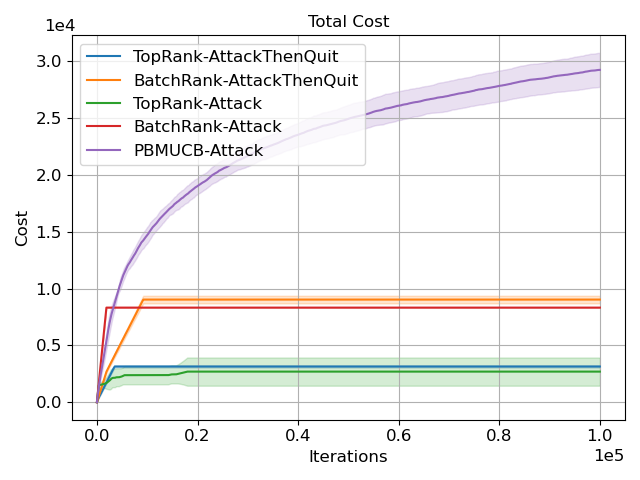 Total Cost
1e4
3.0
2.5
2.0
1.5
1.0
0.5
0.0
Cost
TopRank-AttackThenQuit
BatchRank-AttackThenQuit
TopRank-Attack
BatchRank-Attack
PBMUCB-Attack
0.0 0.2 0.4 0.6 0.8 1.0
Iterations
1e5